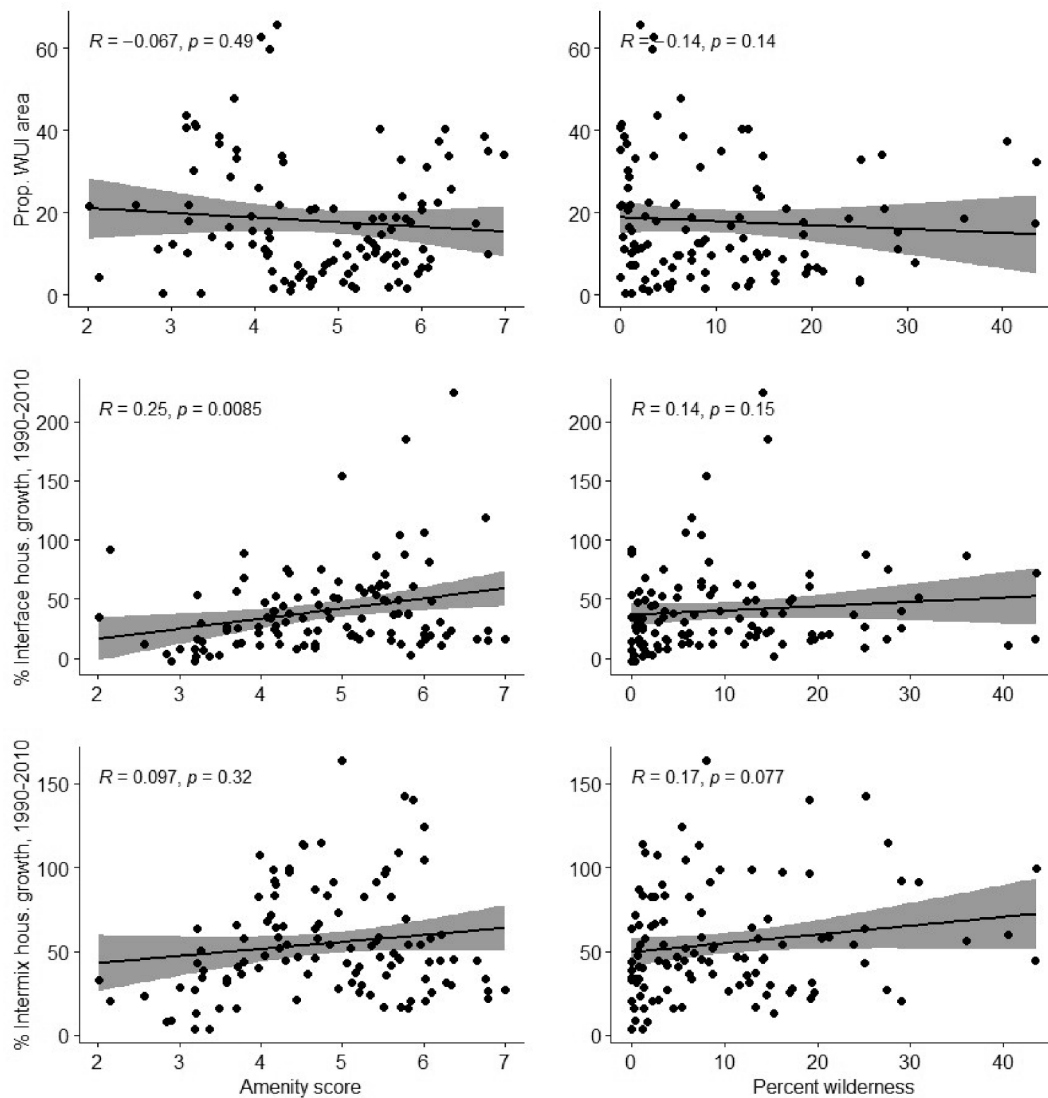 R = −0.067, p = 0.49
R = −0.14, p = 0.14
Prop. WUI area
60
40
20
0
2 3 4 5 6 7
60
40
20
0
0 10 20 30 40
R = 0.25, p = 0.0085
R = 0.14, p = 0.15
% Interface hous. growth, 1990-2010
200
150
100
50
0
2 3 4 5 6 7
200
150
100
50
0
0 10 20 30 40
R = 0.097, p = 0.32
R = 0.17, p = 0.077
% Intermix hous. growth, 1990-2010
150
100
50
0
2 3 4 5 6 7
150
100
50
0
0 10 20 30 40
Amenity score
Percent wilderness